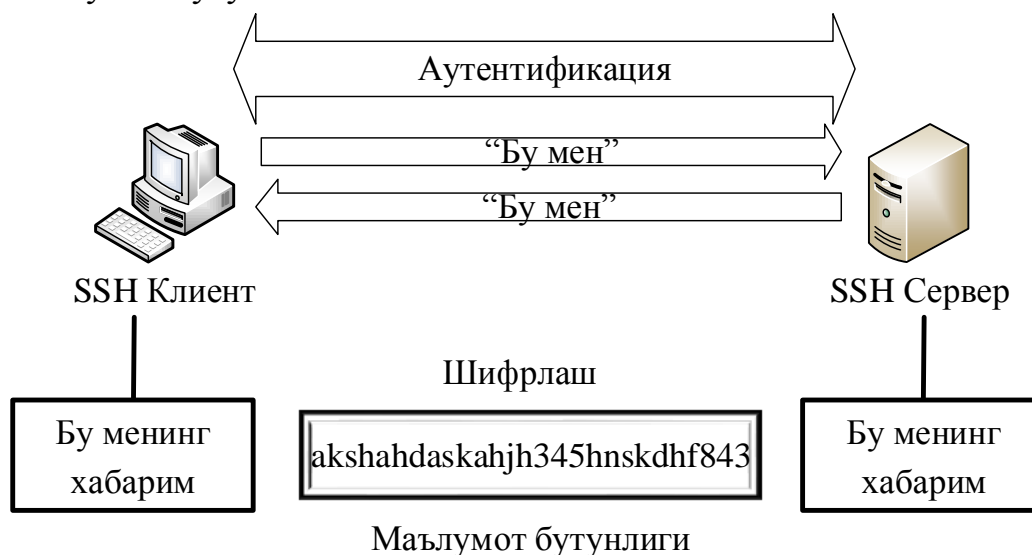 Аутентификация
“Бу мен”
“Бу мен”
SSH Клиент
SSH Сервер
Шифрлаш
Бу менинг
хабарим
akshahdaskahjh345hnskdhf843
Бу менинг
хабарим
Маълумот бутунлиги